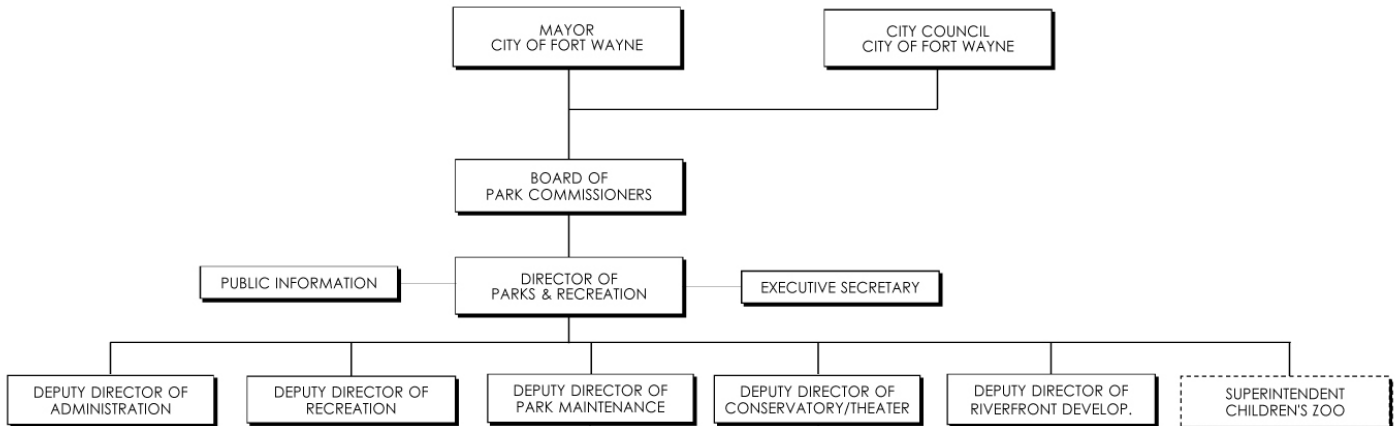 MAYOR
CITY OF FORT WAYNE
CITY COUNCIL
CITY OF FORT WAYNE
BOARD OF
PARK COMMISSIONERS
PUBLIC INFORMATION
DIRECTOR OF
PARKS & RECREATION
EXECUTIVE SECRETARY
DEPUTY DIRECTOR OF
ADMINISTRATION
DEPUTY DIRECTOR OF
RECREATION
DEPUTY DIRECTOR OF
PARK MAINTENANCE
DEPUTY DIRECTOR OF
CONSERVATORY/THEATER
DEPUTY DIRECTOR OF
RIVERFRONT DEVELOP.
SUPERINTENDENT
CHILDREN'S ZOO